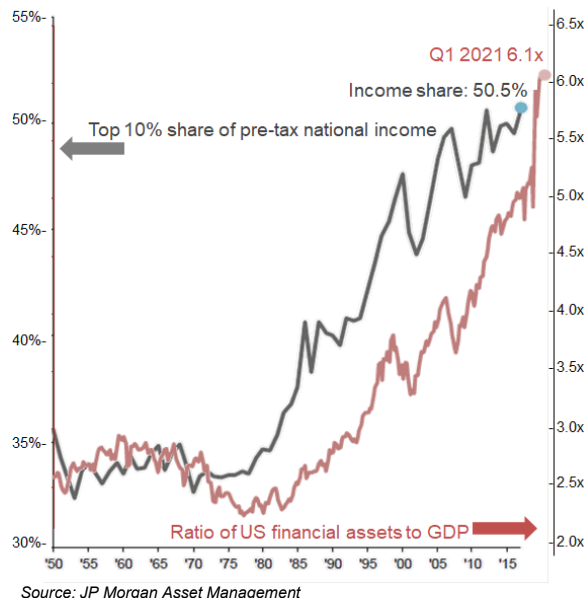 55%-
50%-
45%-
40%-
35%-
30%-
-6.5x
-6.0x
5.5x
5.0x
4.5x
4.0x
3.5x
3.0x
2.5x
2.0x
Q1 2021 6.1x
Income share: 50.5%
Top 10% share of pre-tax national income
Ratio of US financial assets to GDP
'50 '55 '60 '65 '70 '75 '80 '85 '90 '95 '00 '05 '10 '15
Source: JP Morgan Asset Management